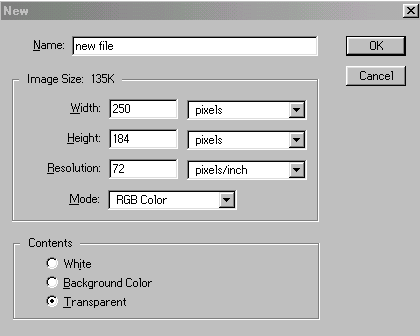 New
Name: new file OK
Cancel
Image Size: 135K
Width: 250 pixels
Height: 184 pixels
Resolution: 72 pixels/inch
Mode: RGB Color
Contents
White
Background Color
Transparent